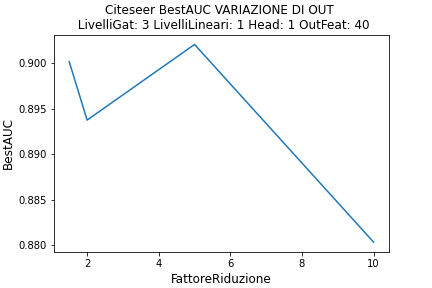 Citeseer BestAUC VARIAZIONE DI OUT
LivelliGat: 3 LivelliLineari: 1 Head: 1 OutFeat: 40
BestAUC
0.900
0.895
0.890
0.885
0.880
2 4 6 8 10
FattoreRiduzione